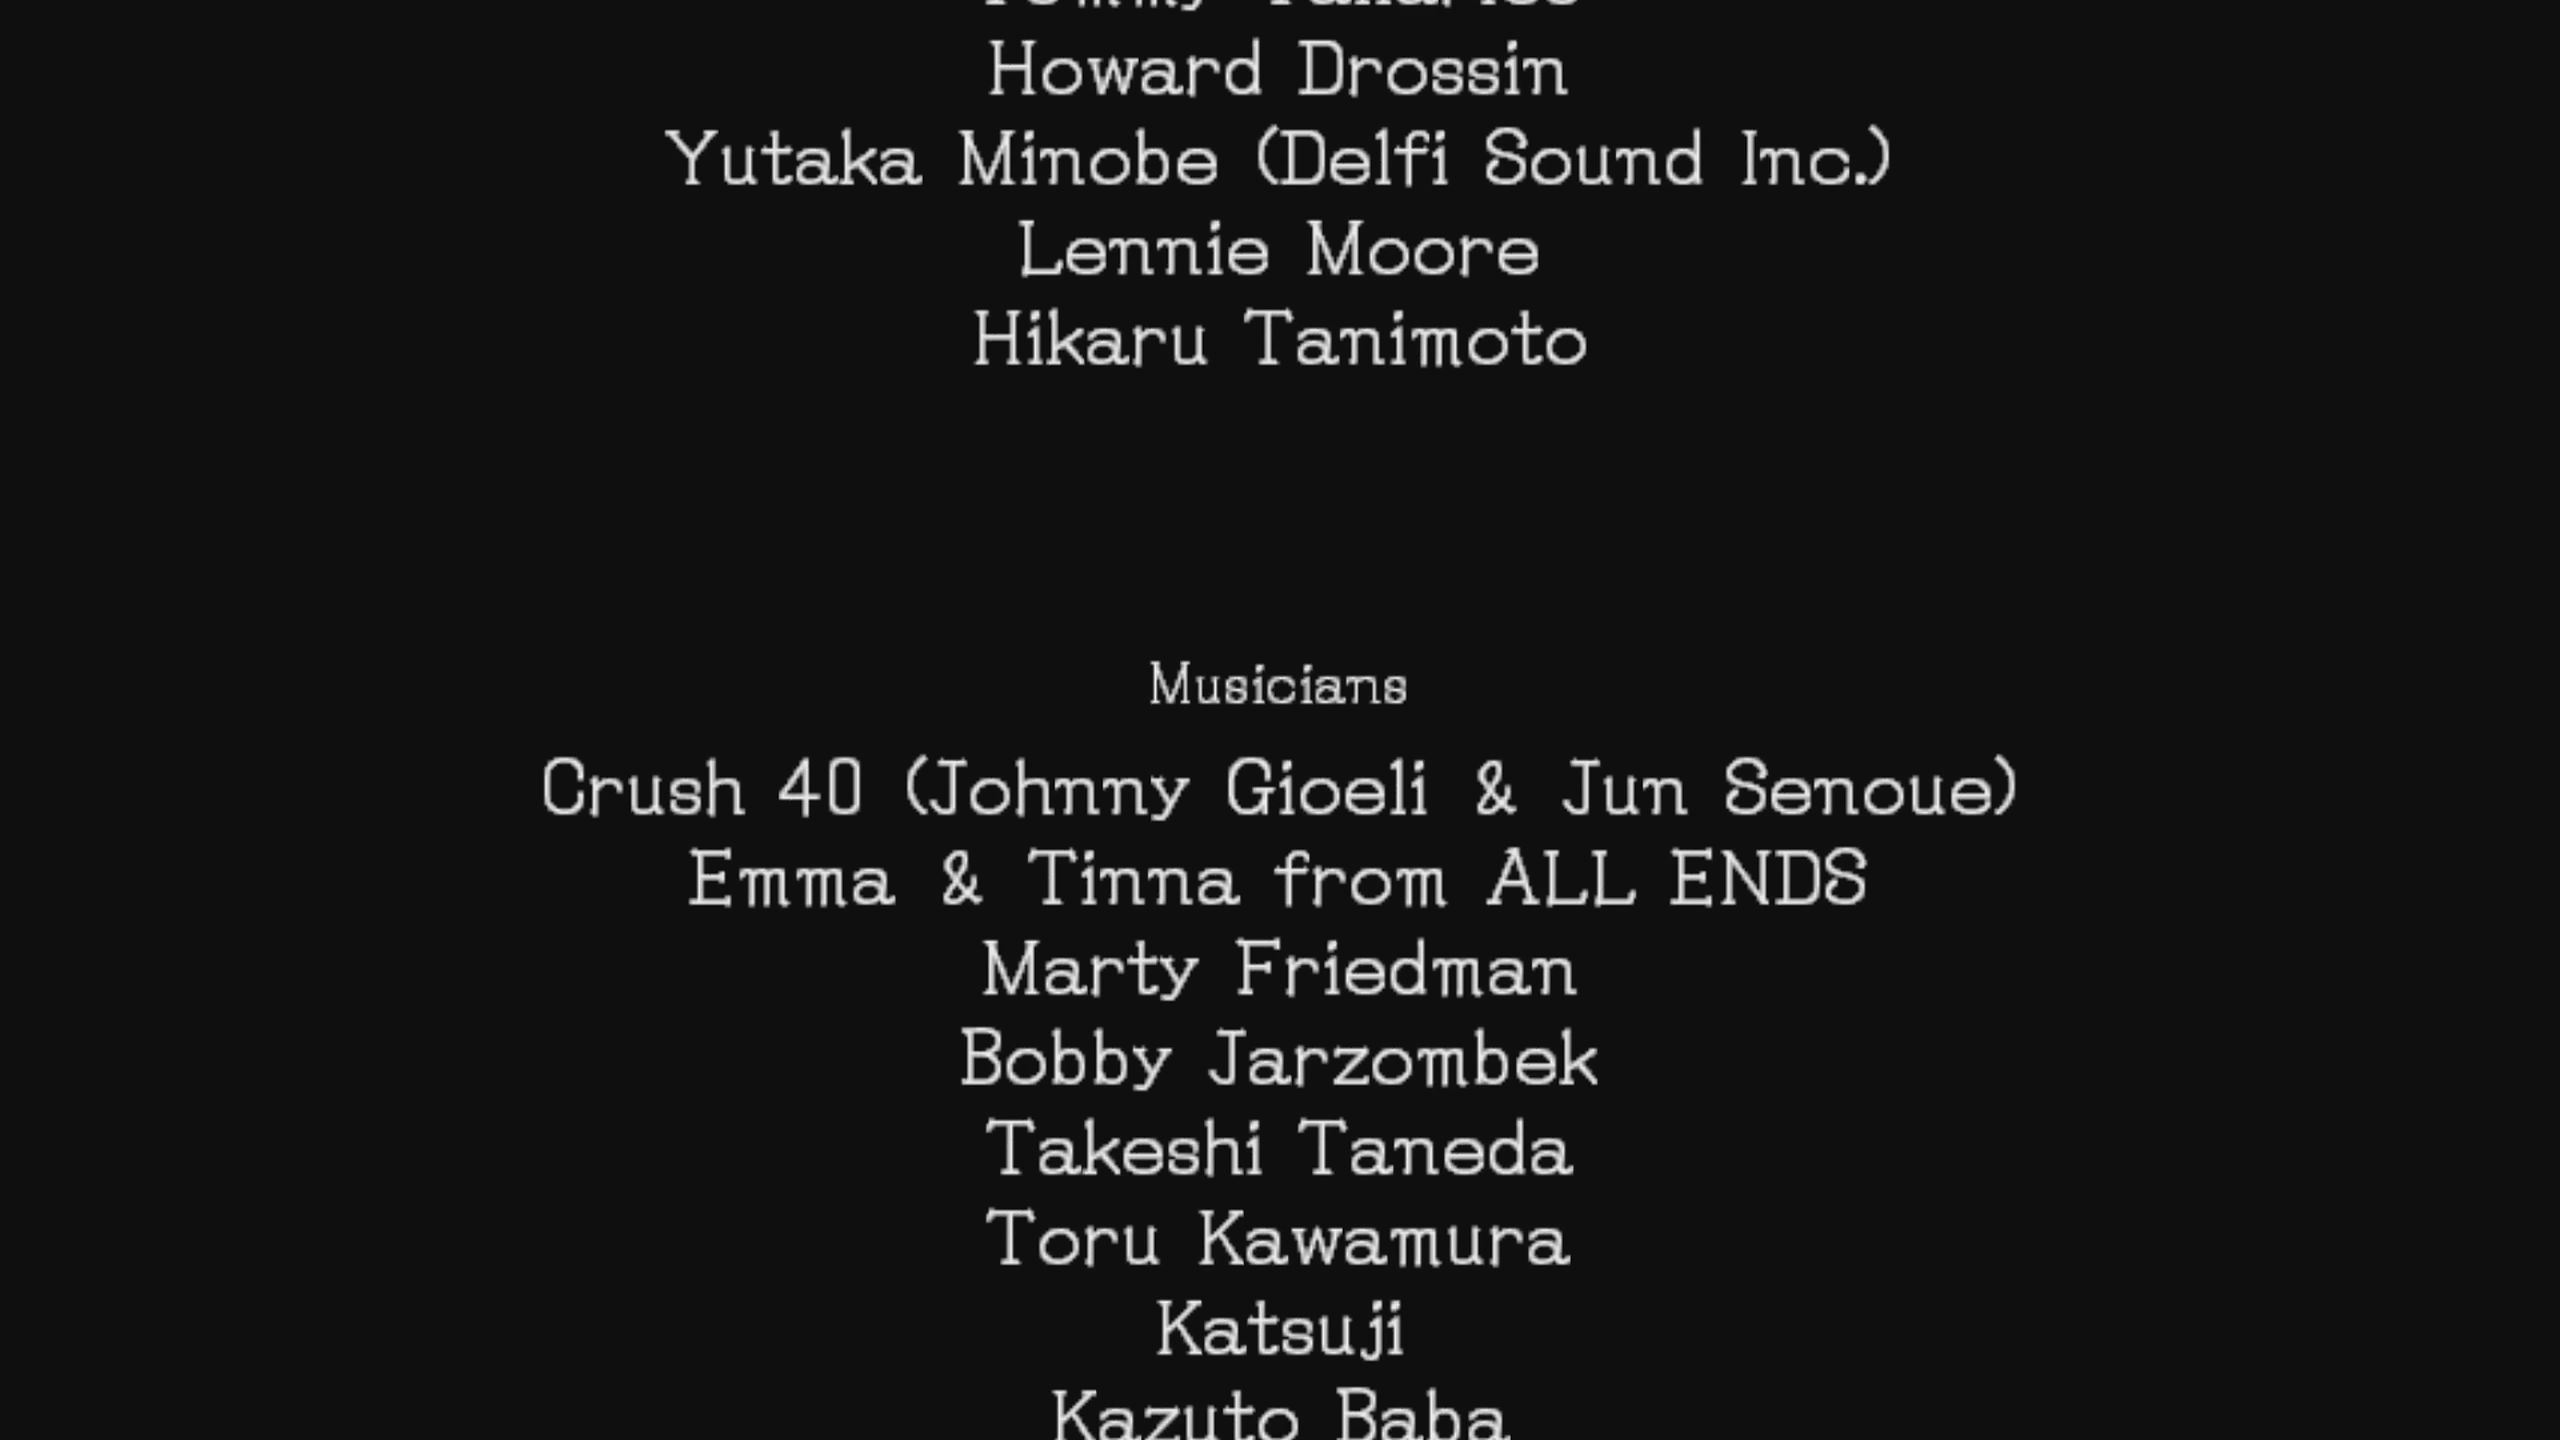 Howard Drossin
Yutaka Minobe (Delfi Sound Inc.)
Lennie Moore
Hikaru Tanimoto
Musicians
Crush 40 (Johnny Gioeli & Jun Senoue)
Emma & Tinna from ALL ENDS
Marty Friedman
Bobby Jarzombek
Takeshi Taneda
Toru Kawamura
Katsuji
Kazuto Baba